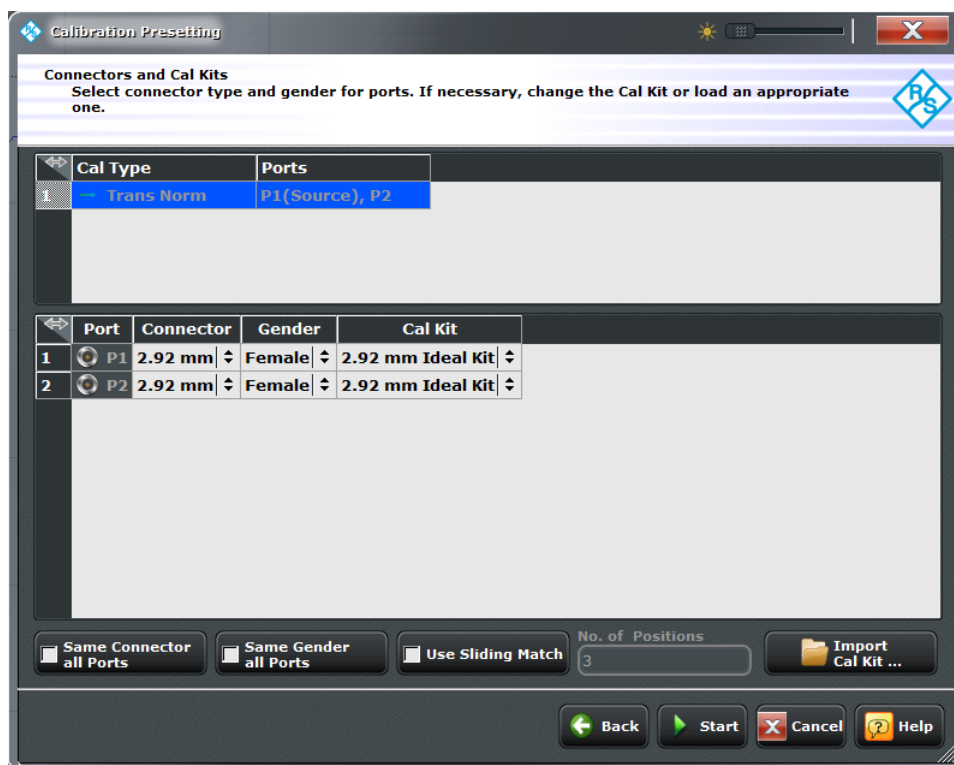 Calibration Presetting
X
Connectors and Cal Kits
Select connector type and gender for ports. If necessary, change the Cal Kit or load an appropriate
one.
R&S
Cal Type Ports
1 → Trans Norm P1(Source), P2
Port Connector Gender Cal Kit
1 P1 2.92 mm Female 2.92 mm Ideal Kit
2 P2 2.92 mm Female 2.92 mm Ideal Kit
Same Connector
all Ports
Same Gender
all Ports
Use Sliding Match
No. of Positions
3
Import
Cal Kit ...
Back Start X Cancel ? Help